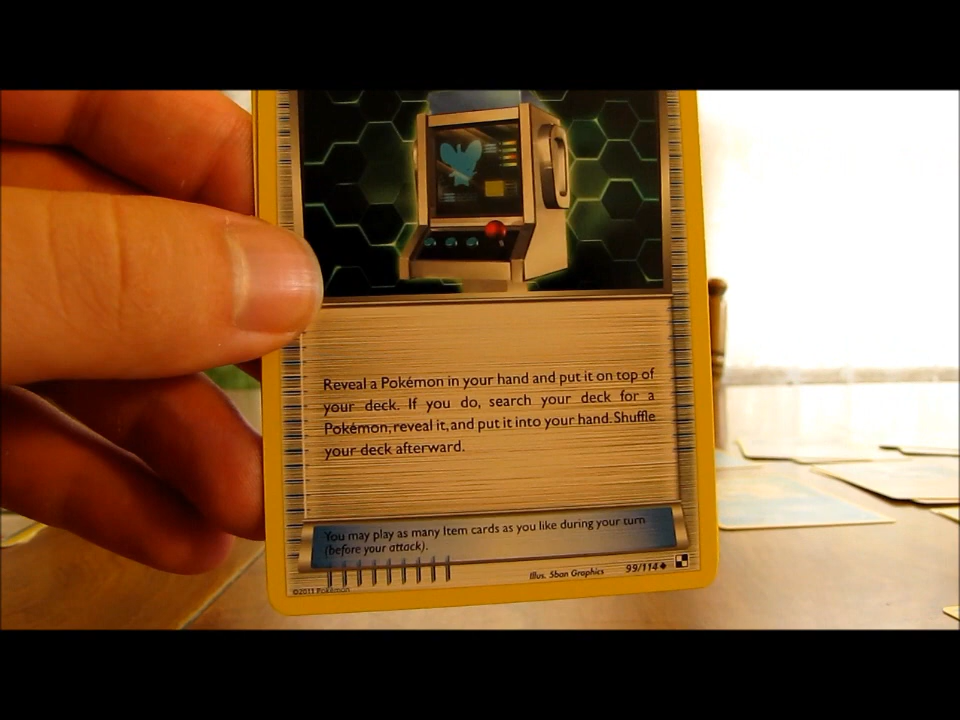 Reveal a Pokémon in your hand and put it on top of
your deck. If you do, search your deck for a
Pokémon, reveal it, and put it into your hand. Shuffle
your deck afterward.
You may play as many Item cards as you like during your turn
(before your attack).
Illus. 5ban Graphics 99/114
©2011 Pokémon